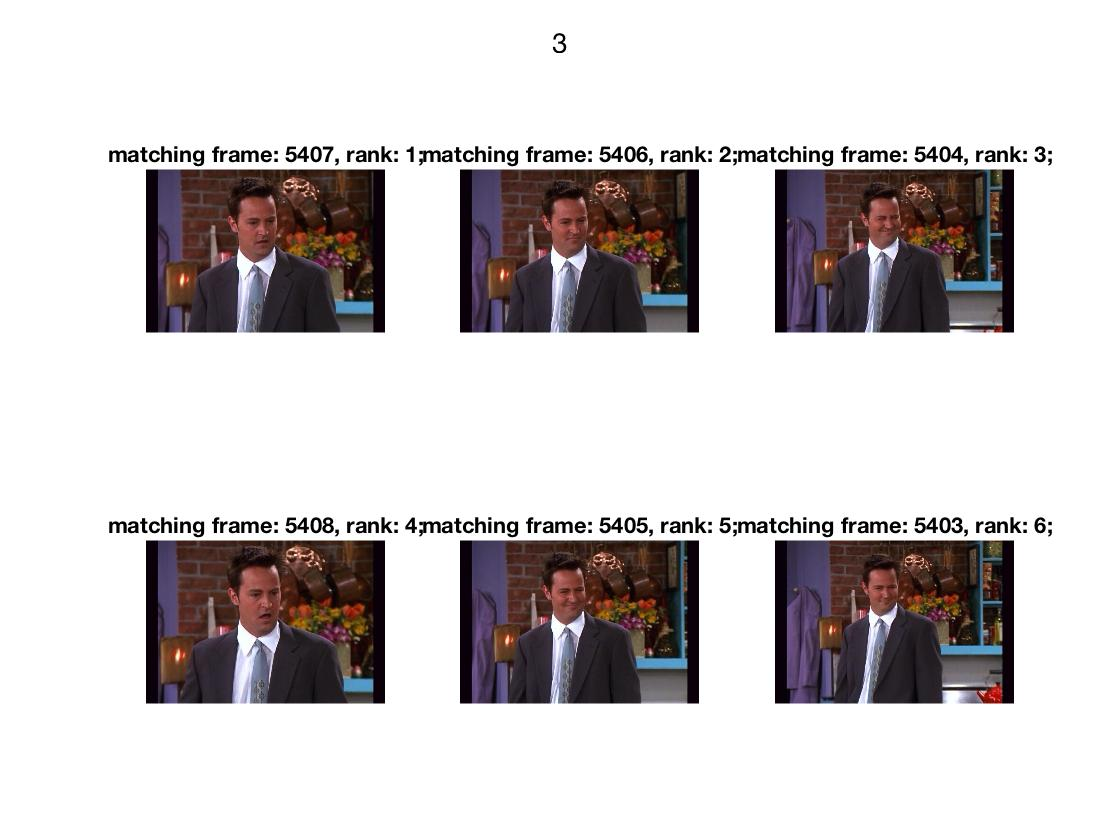 3
matching frame: 5407, rank: 1;matching frame: 5406, rank: 2;matching frame: 5404, rank: 3;
matching frame: 5408, rank: 4;matching frame: 5405, rank: 5;matching frame: 5403, rank: 6;